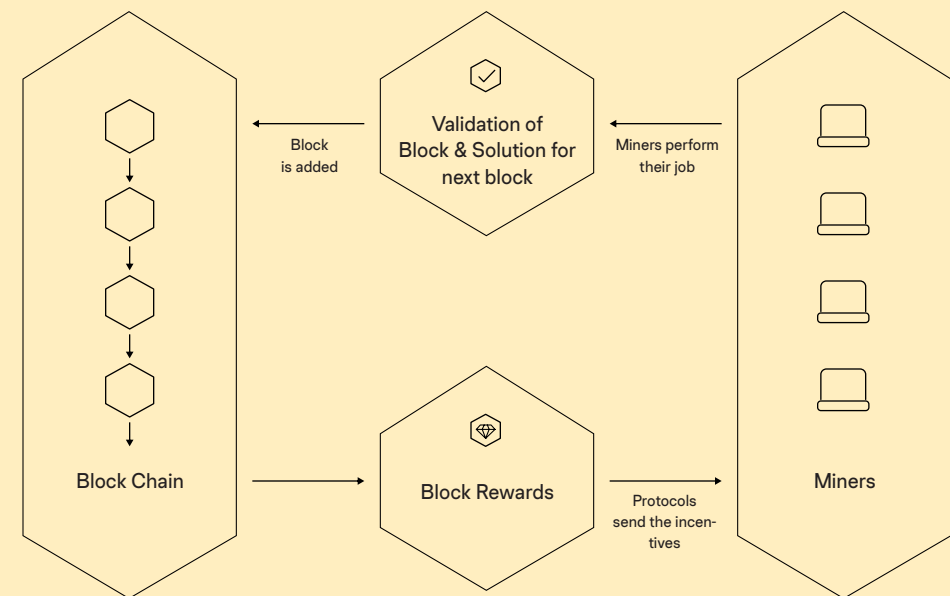 Validation of
Block & Solution for
next block
Block
is added
Miners perform
their job
Block Chain
Block Rewards
Protocols
send the incen-
tives
Miners